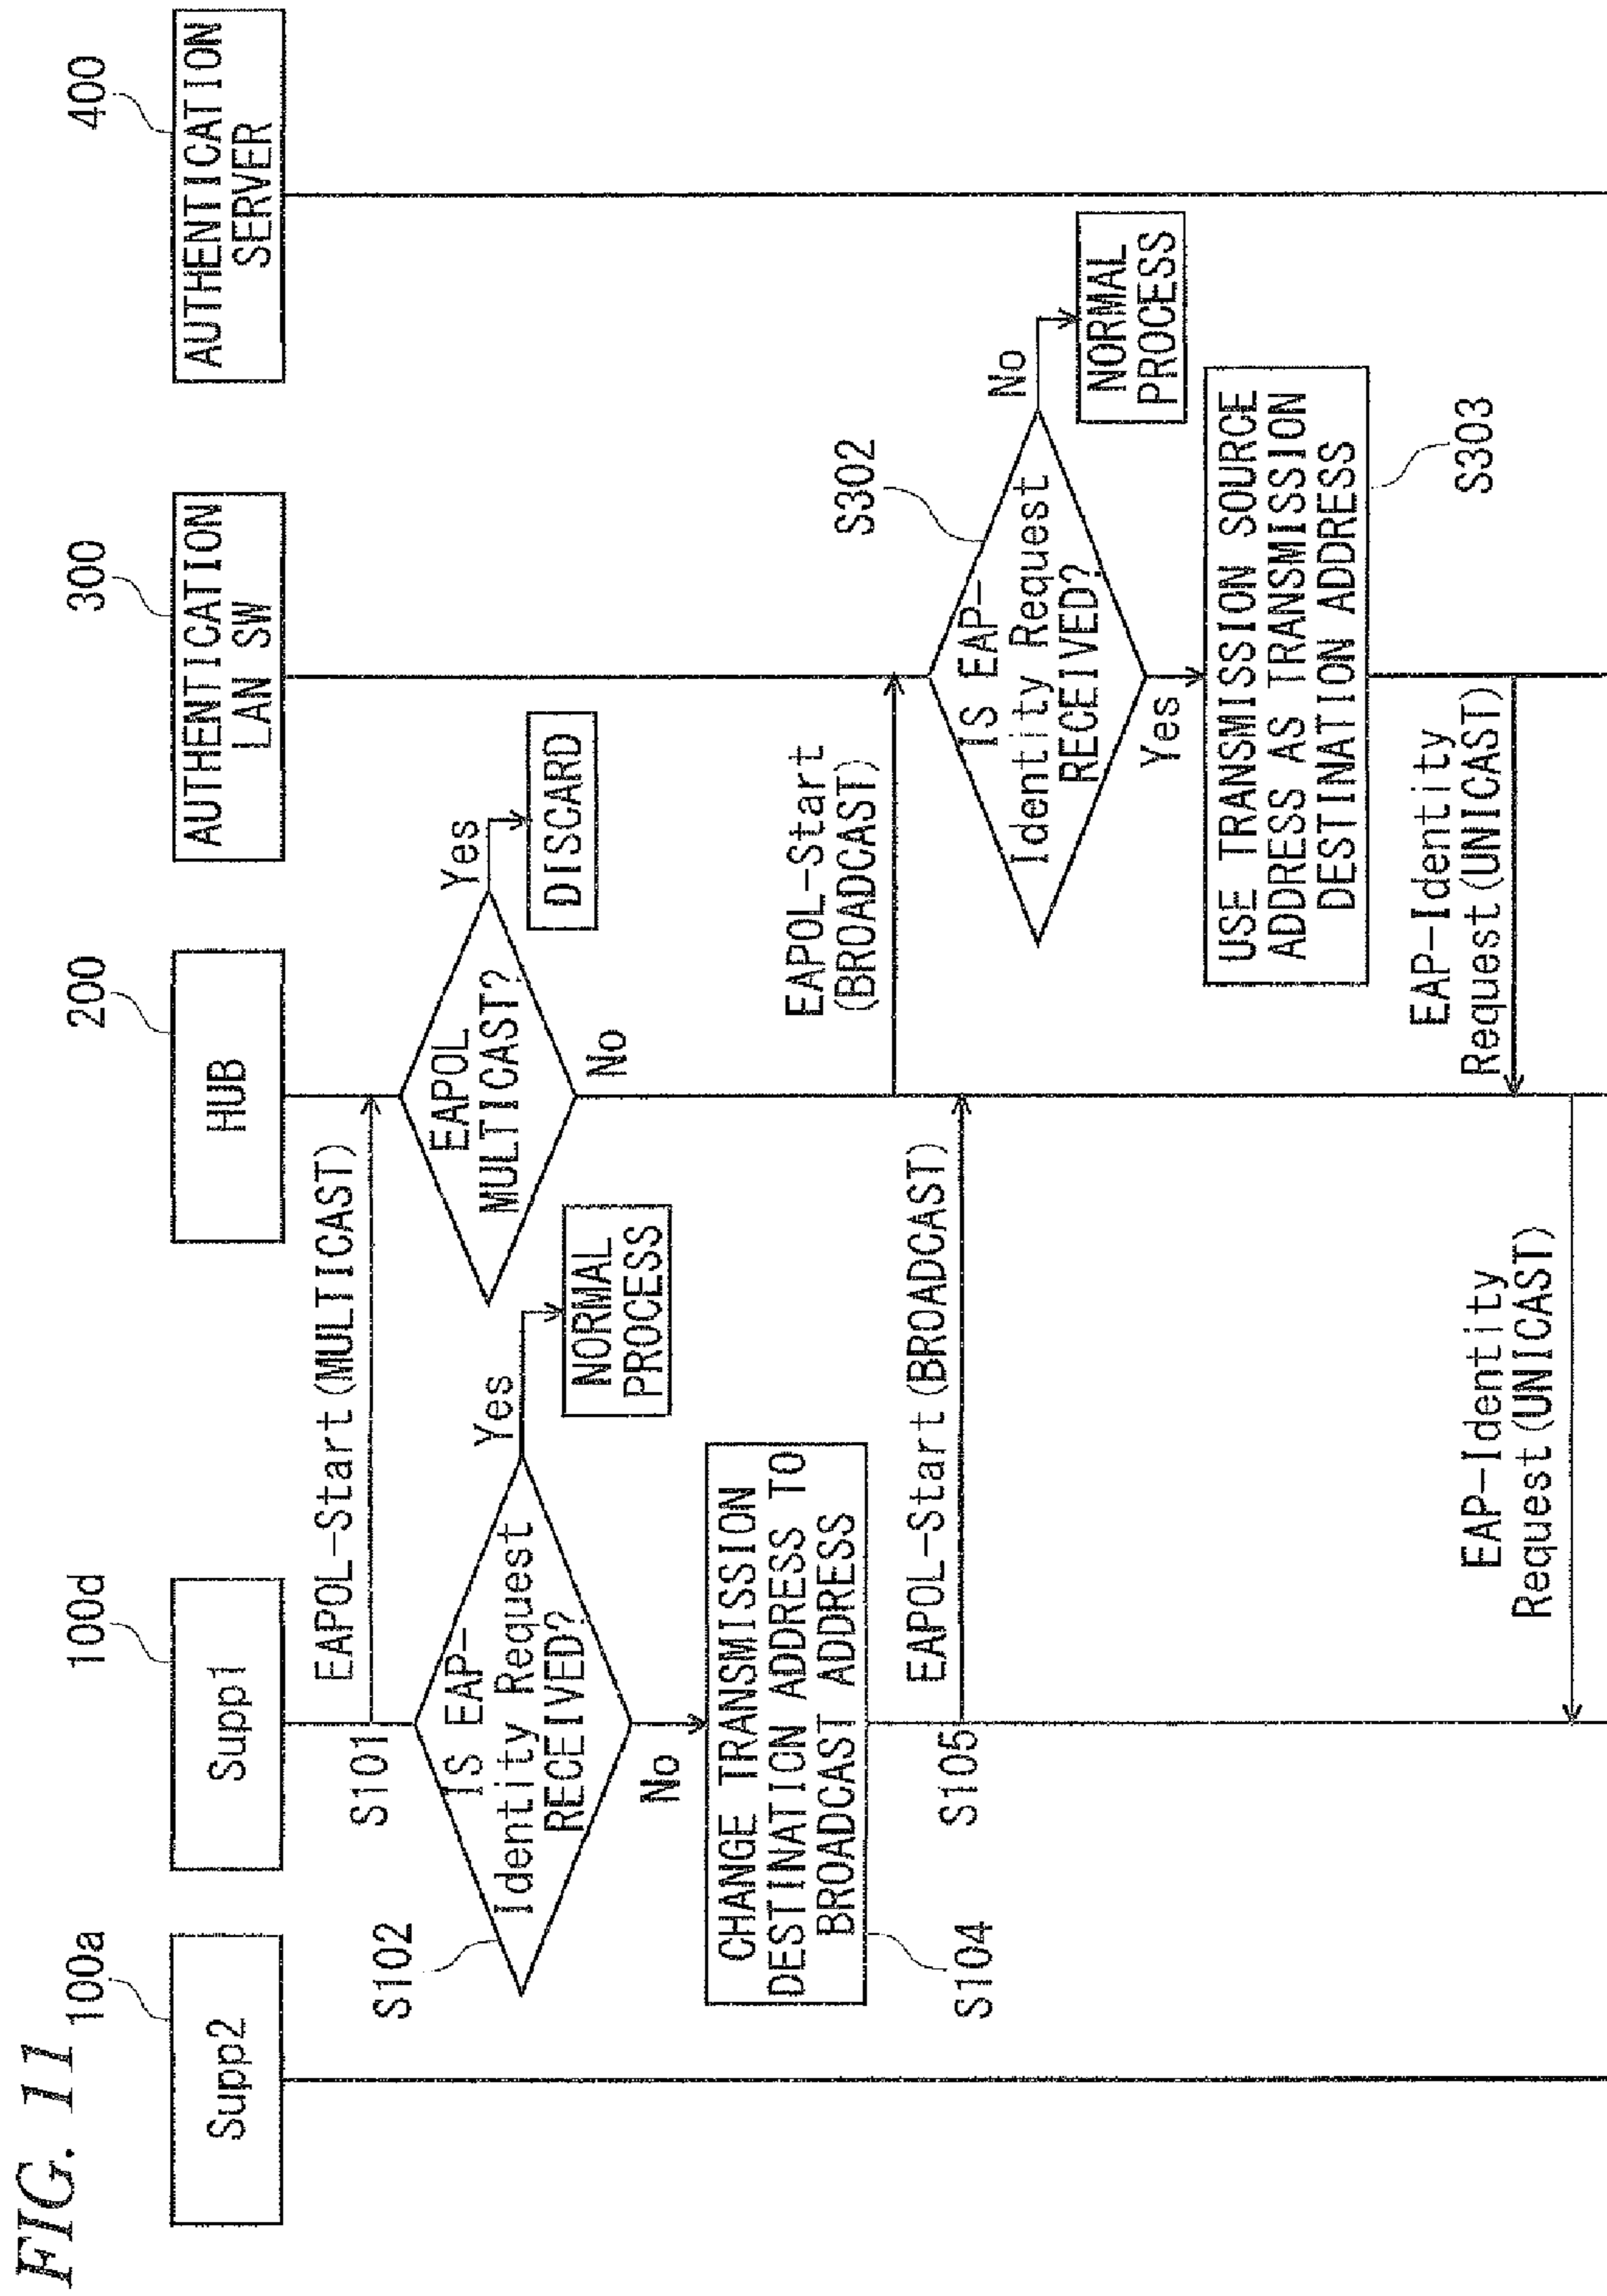 FIG. 11
100a
100d
200
300
400
Supp2
Supp1
HUB
AUTHENTICATION
LAN SW
AUTHENTICATION
SERVER
EAPOL-Start(MULTICAST)
S101
S102
IS EAP-
Identity Request
RECEIVED?
Yes
NORMAL
PROCESS
No
EAPOL
MULTICAST?
Yes
DISCARD
No
CHANGE TRANSMISSION
DESTINATION ADDRESS TO
BROADCAST ADDRESS
S104
EAPOL-Start
(BROADCAST)
EAPOL-Start(BROADCAST)
S105
S302
IS EAP-
Identity Request
RECEIVED?
No
NORMAL
PROCESS
Yes
USE TRANSMISSION SOURCE
ADDRESS AS TRANSMISSION
DESTINATION ADDRESS
S303
EAP-Identity
Request(UNICAST)
EAP-Identity
Request(UNICAST)